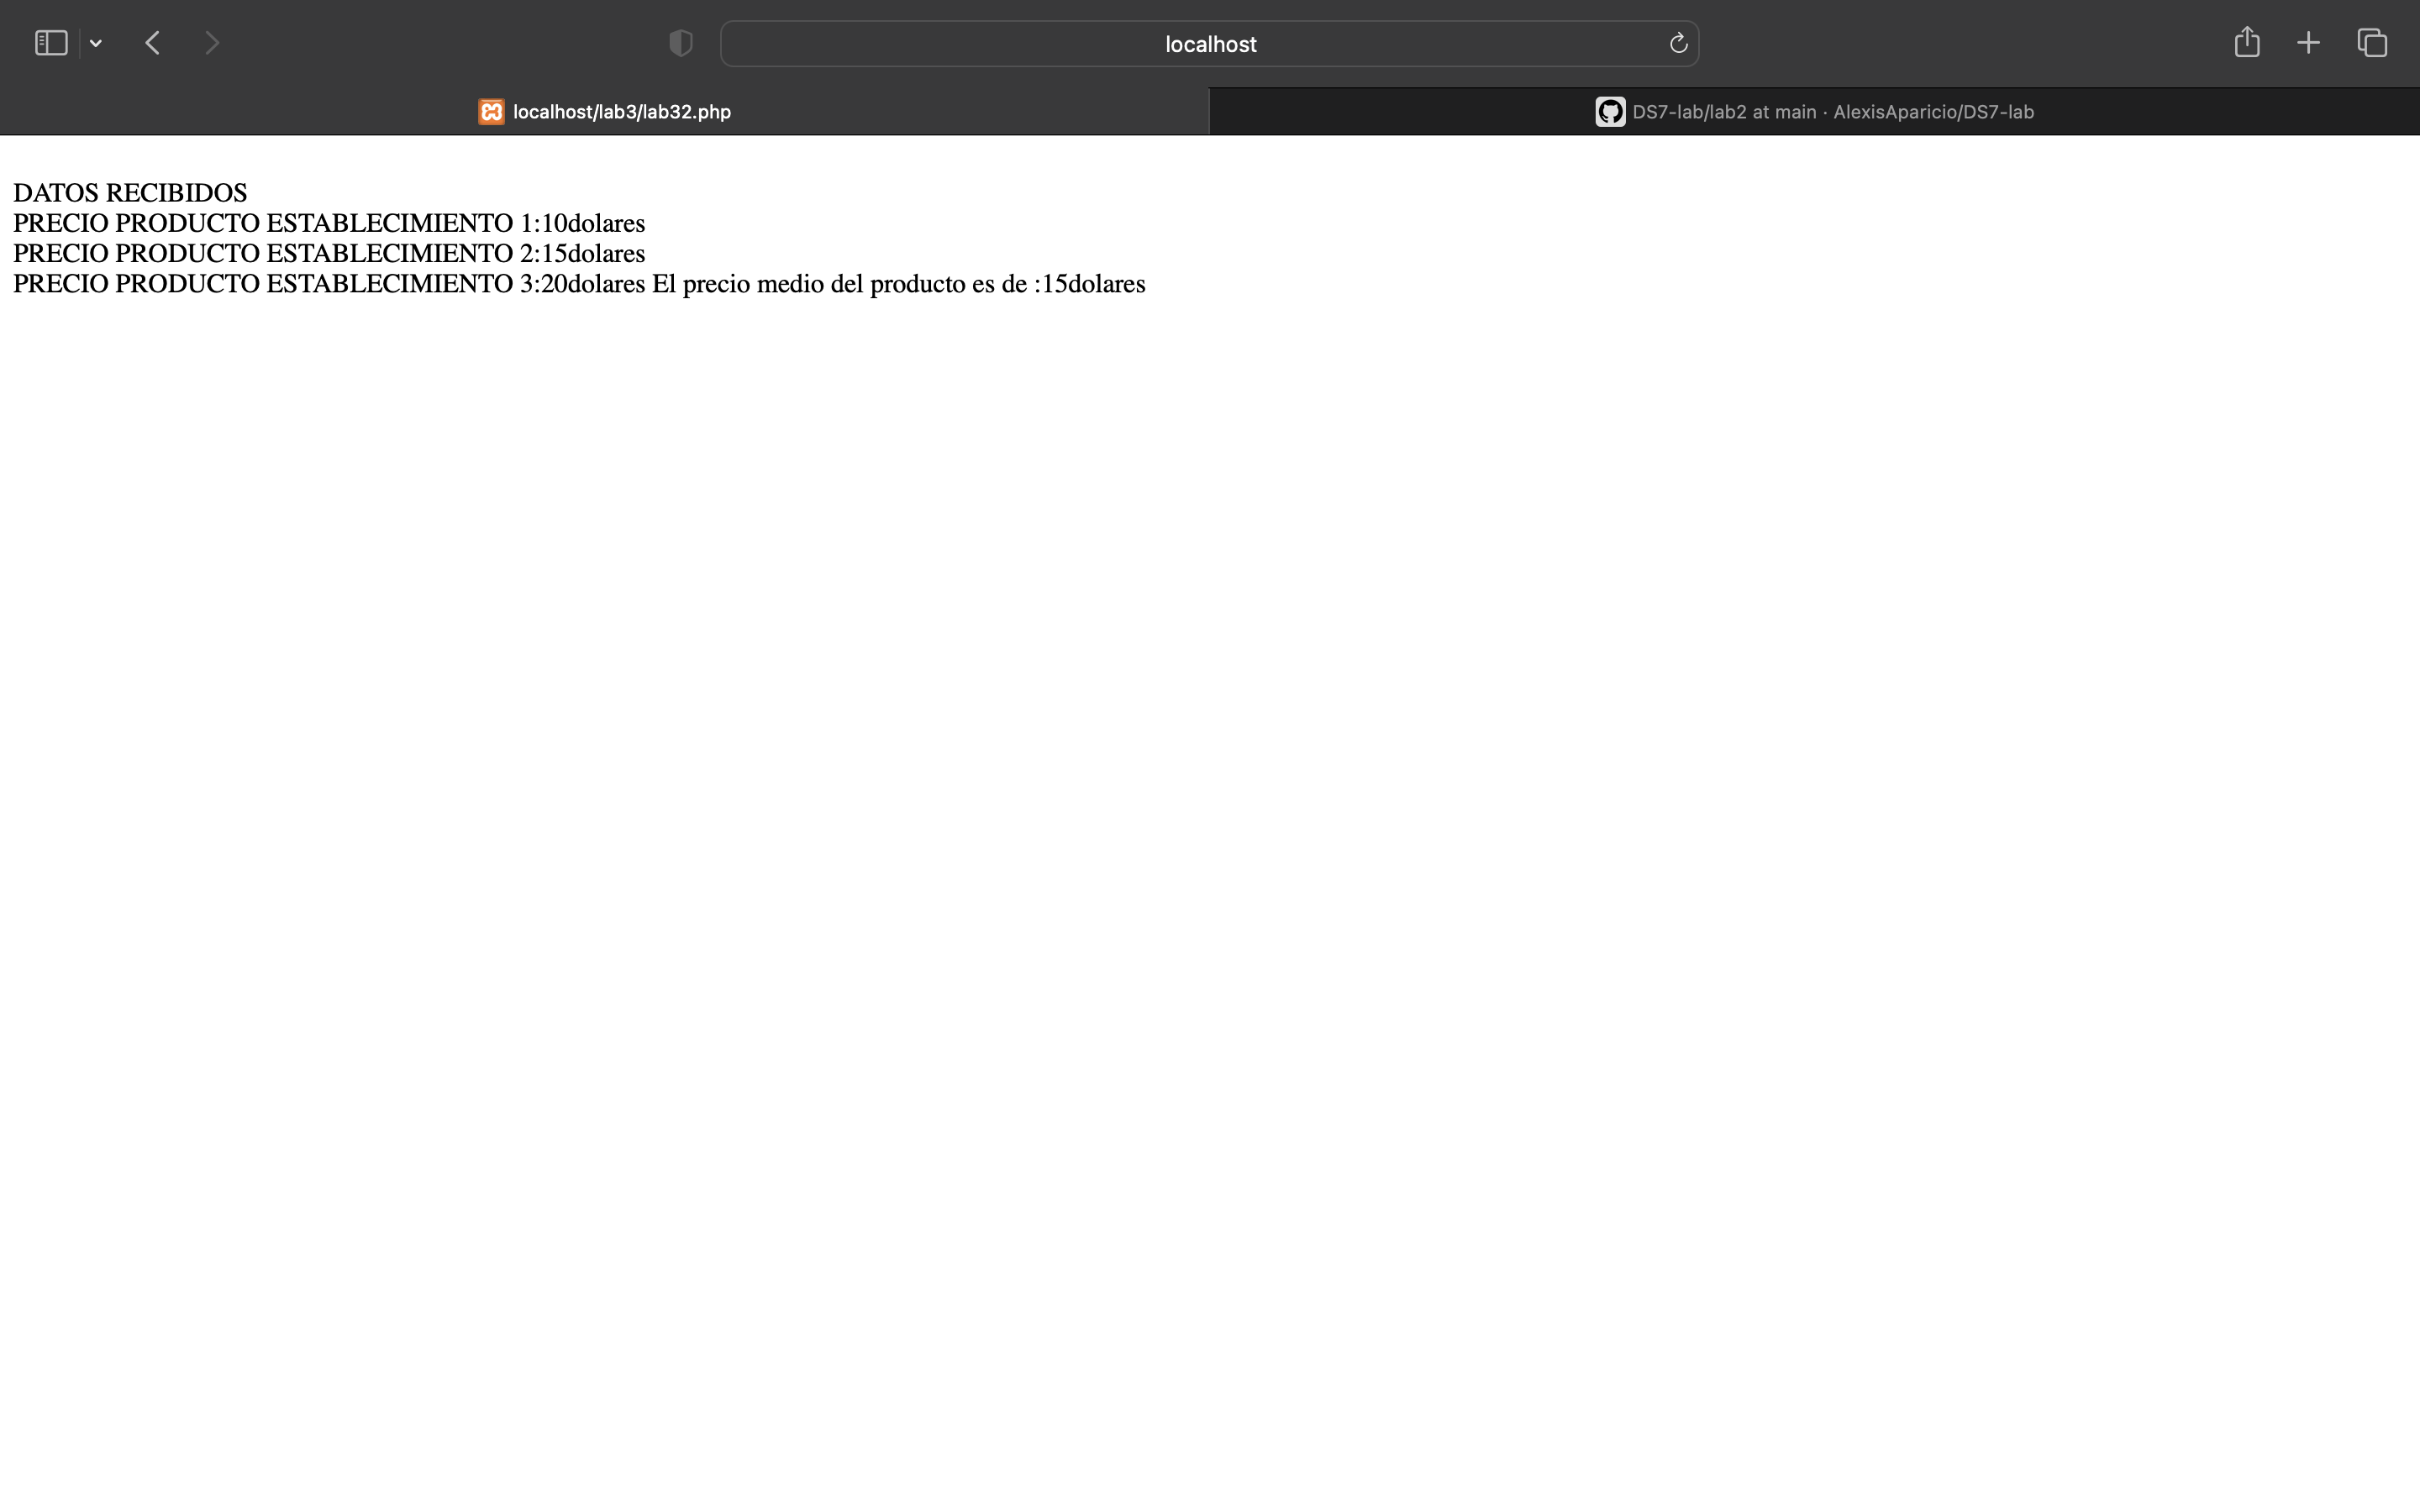 localhost
localhost/lab3/lab32.php
DS7-lab/lab2 at main · AlexisAparicio/DS7-lab
DATOS RECIBIDOS
PRECIO PRODUCTO ESTABLECIMIENTO 1:10dolares
PRECIO PRODUCTO ESTABLECIMIENTO 2:15dolares
PRECIO PRODUCTO ESTABLECIMIENTO 3:20dolares El precio medio del producto es de :15dolares